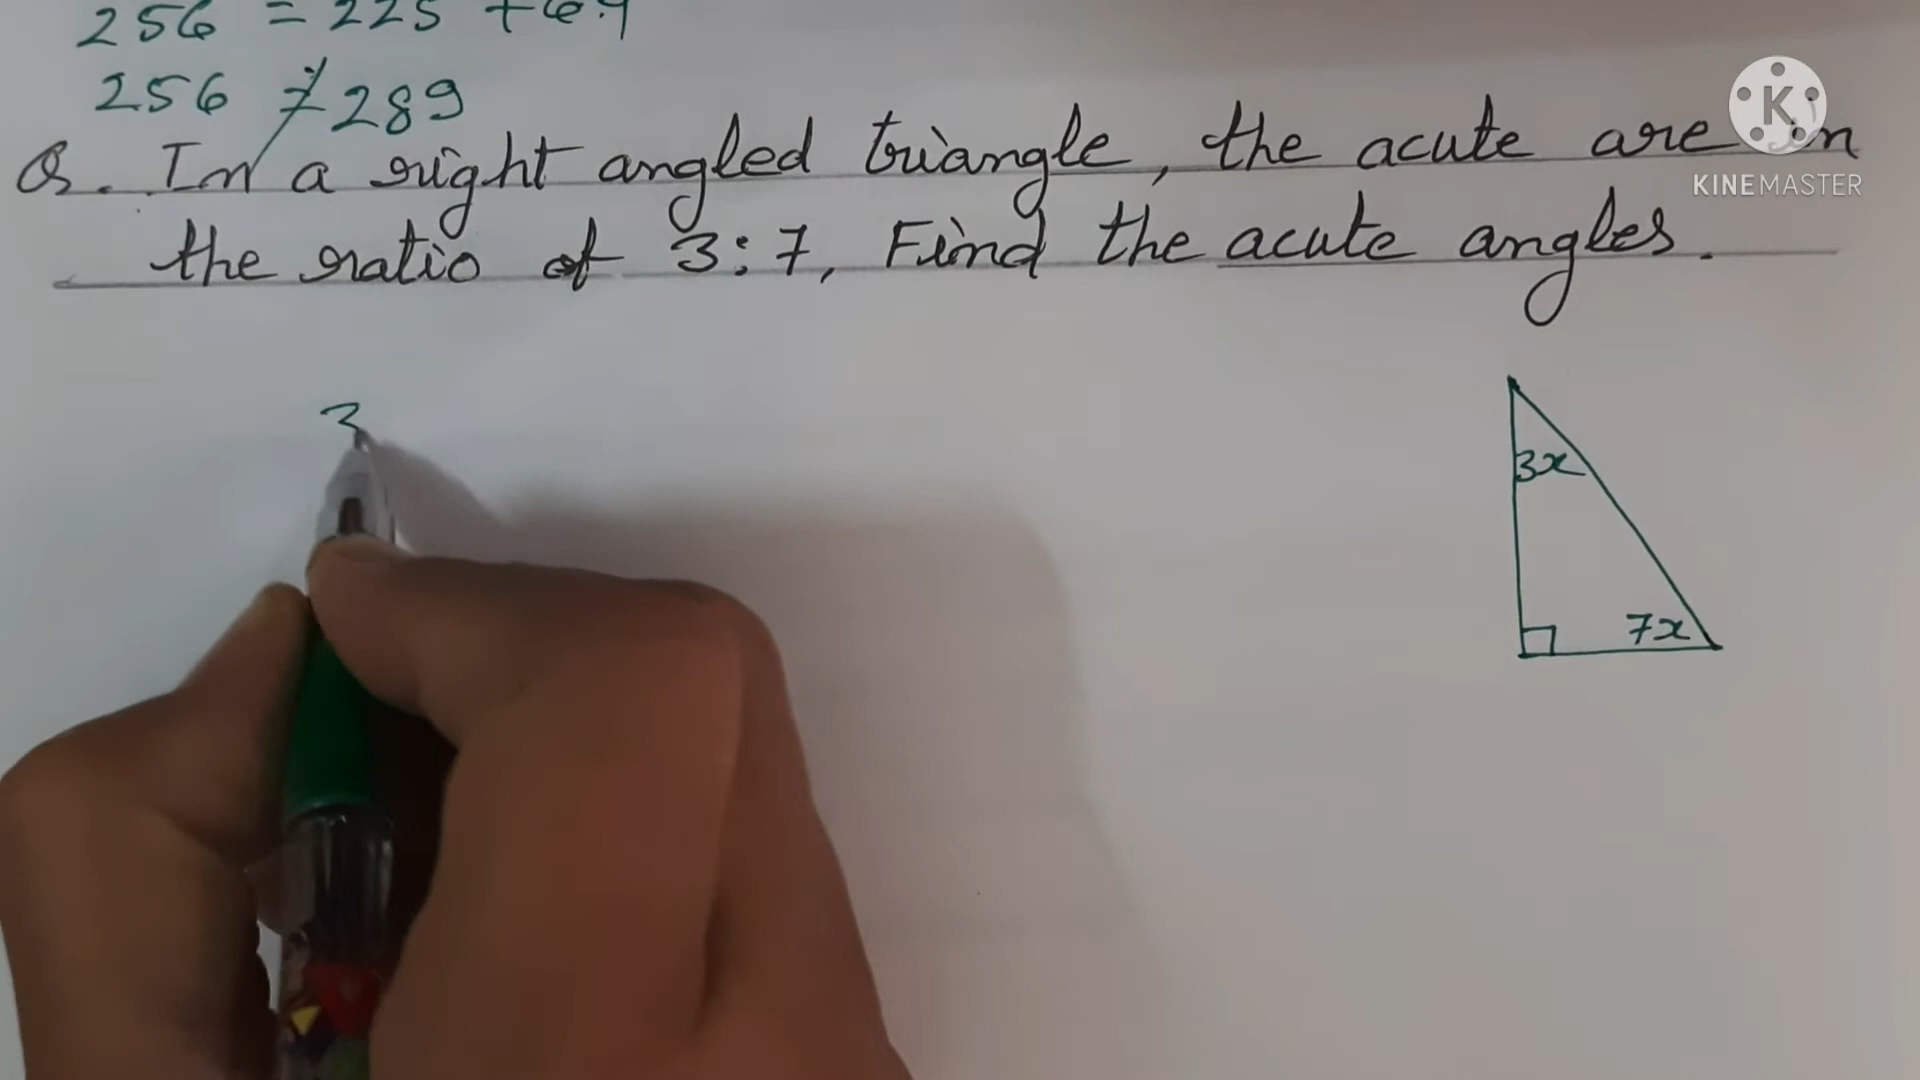 256 = 225 + 64
256 ≠ 289
Q. In a right angled triangle, the acute are in
the ratio of 3:7, Find the acute angles.
K
KINEMASTER
3
3x
7x